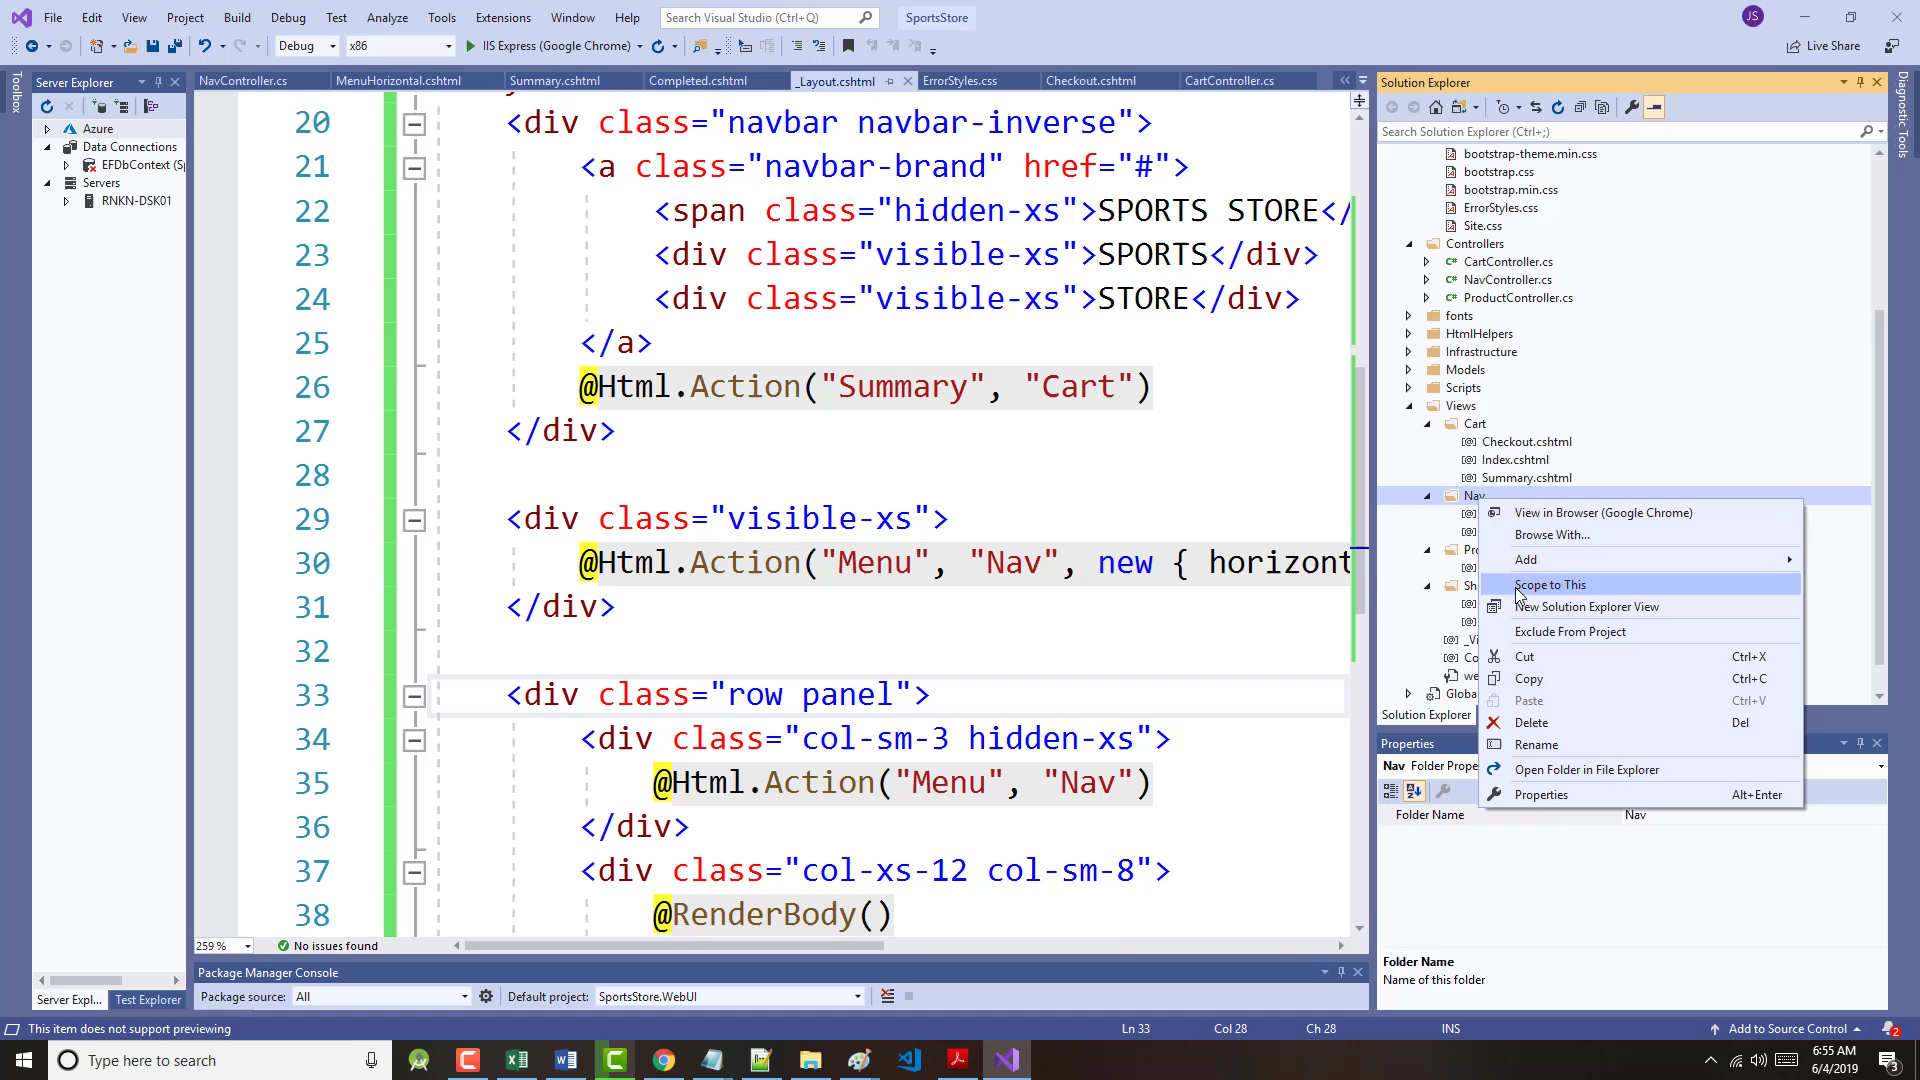 File Edit View Project Build Debug Test Analyze Tools Extensions Window Help Search Visual Studio (Ctrl+Q) SportsStore JS
Debug x86 IIS Express (Google Chrome) Live Share
Toolbox
Server Explorer
Azure
Data Connections
EFDbContext (Sp
Servers
RNKN-DSK01
Server Expl... Test Explorer
NavController.cs MenuHorizontal.cshtml Summary.cshtml Completed.cshtml _Layout.cshtml ErrorStyles.css Checkout.cshtml CartController.cs
20 <div class="navbar navbar-inverse">
21 <a class="navbar-brand" href="#">
22 <span class="hidden-xs">SPORTS STORE</
23 <div class="visible-xs">SPORTS</div>
24 <div class="visible-xs">STORE</div>
25 </a>
26 @Html.Action("Summary", "Cart")
27 </div>
28
29 <div class="visible-xs">
30 @Html.Action("Menu", "Nav", new { horizont
31 </div>
32
33 <div class="row panel">
34 <div class="col-sm-3 hidden-xs">
35 @Html.Action("Menu", "Nav")
36 </div>
37 <div class="col-xs-12 col-sm-8">
38 @RenderBody()
259 % No issues found
Package Manager Console
Package source: All Default project: SportsStore.WebUI
Solution Explorer
Search Solution Explorer (Ctrl+;)
bootstrap-theme.min.css
bootstrap.css
bootstrap.min.css
ErrorStyles.css
Site.css
Controllers
C# CartController.cs
C# NavController.cs
C# ProductController.cs
fonts
HtmlHelpers
Infrastructure
Models
Scripts
Views
Cart
[@] Checkout.cshtml
[@] Index.cshtml
[@] Summary.cshtml
Nav
[@]
[@]
Pro
[@]
Sh
[@]
[@]
[@] _Vi
[@] Co
we
Global
Solution Explorer
View in Browser (Google Chrome)
Browse With...
Add
Scope to This
New Solution Explorer View
Exclude From Project
Cut Ctrl+X
Copy Ctrl+C
Paste Ctrl+V
Delete Del
Rename
Open Folder in File Explorer
Properties Alt+Enter
Properties
Nav Folder Prope
Folder Name Nav
Folder Name
Name of this folder
Diagnostic Tools
This item does not support previewing Ln 33 Col 28 Ch 28 INS Add to Source Control 2
Type here to search
6:55 AM
6/4/2019
3